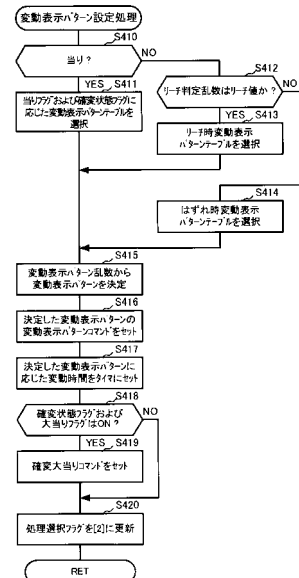 変動表示パターン設定処理
S410
当り？
NO
YES
S411
当りフラグおよび確変状態フラグに
応じた変動表示パターンテーブルを
選択
S412
リーチ判定乱数はリーチ値か？
NO
YES
S413
リーチ時変動表示
パターンテーブルを選択
S414
はずれ時変動表示
パターンテーブルを選択
S415
変動表示パターン乱数から
変動表示パターンを決定
S416
決定した変動表示パターンの
変動表示パターンコマンドをセット
S417
決定した変動表示パターンに
応じた変動時間をタイマにセット
S418
確変状態フラグおよび
大当りフラグはON？
NO
YES
S419
確変大当りコマンドをセット
S420
処理選択フラグを[2]に更新
RET